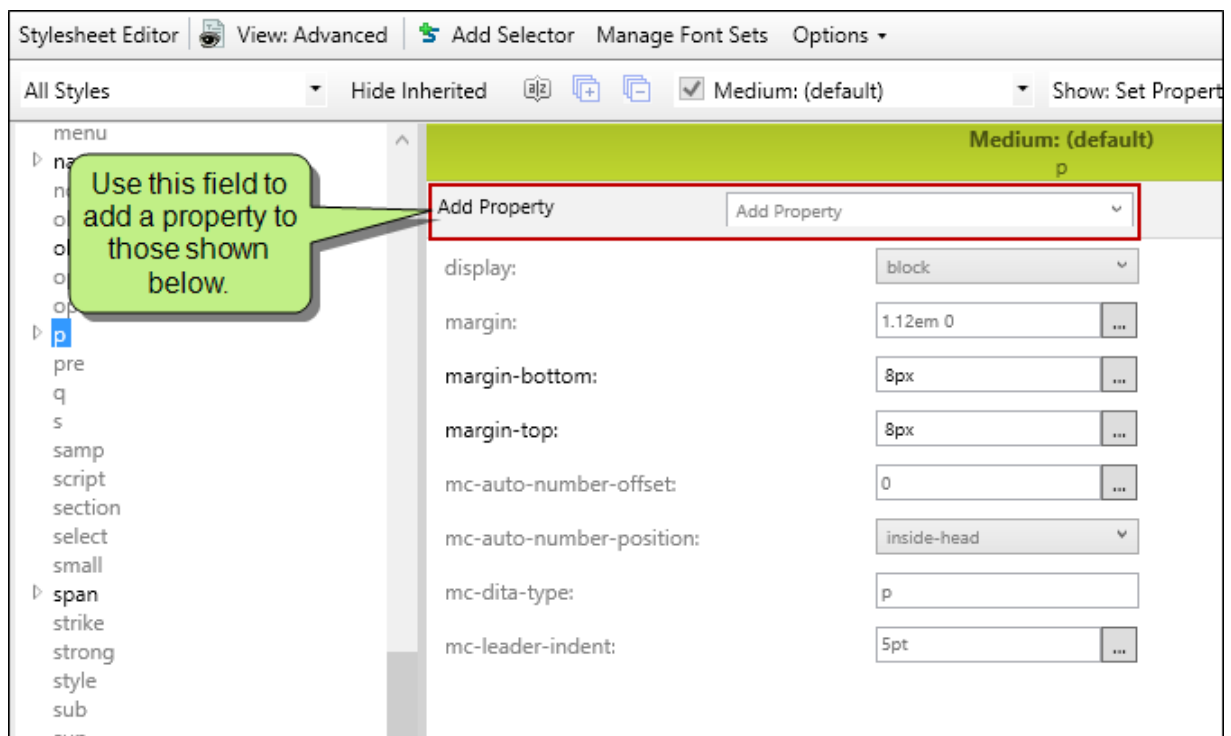 Stylesheet Editor View: Advanced Add Selector Manage Font Sets Options
All Styles Hide Inherited a|z Medium: (default) Show: Set Propert
menu
Medium: (default)
p
Use this field to
add a property to
those shown
below.
Add Property Add Property
display: block
margin: 1.12em 0 ...
p
margin-bottom: 8px ...
pre
q
margin-top: 8px ...
s
samp
mc-auto-number-offset: 0 ...
script
section
mc-auto-number-position: inside-head
select
small
mc-dita-type: p
span
strike
mc-leader-indent: 5pt ...
strong
style
sub